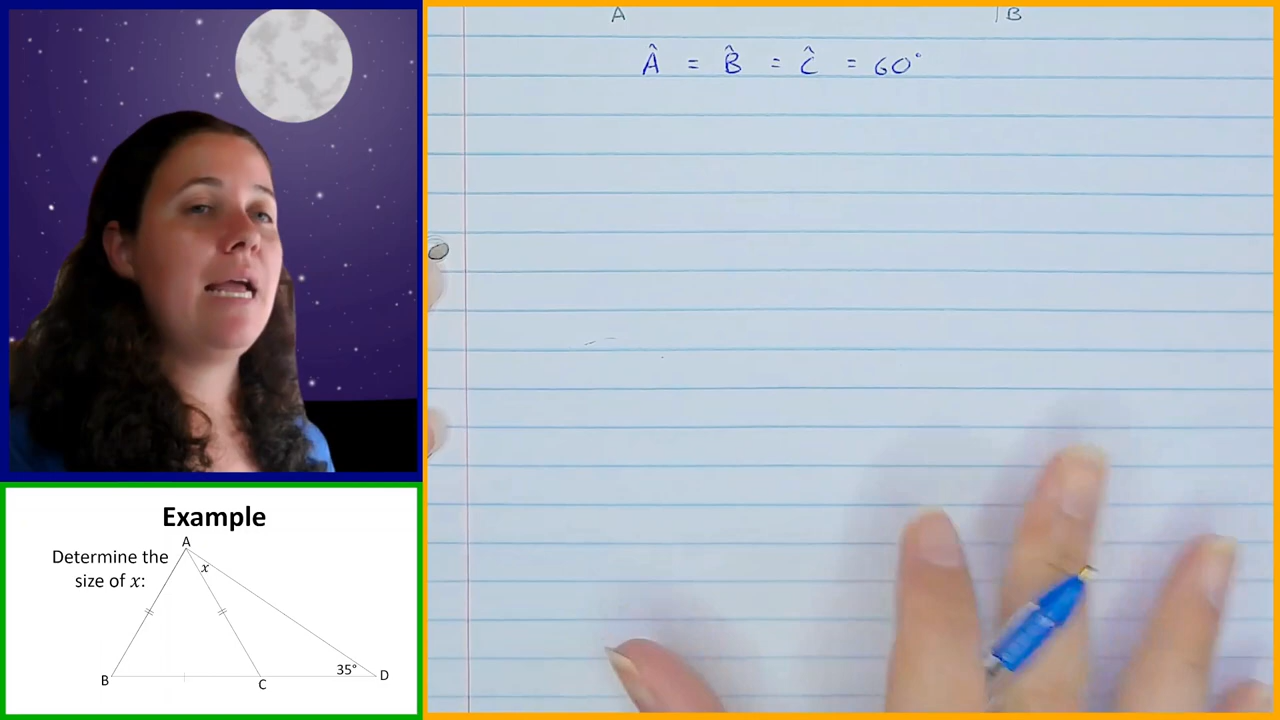 A B
Â = B̂ = Ĉ = 60°
Example
Determine the
size of x:
A
x
35°
B
C
D